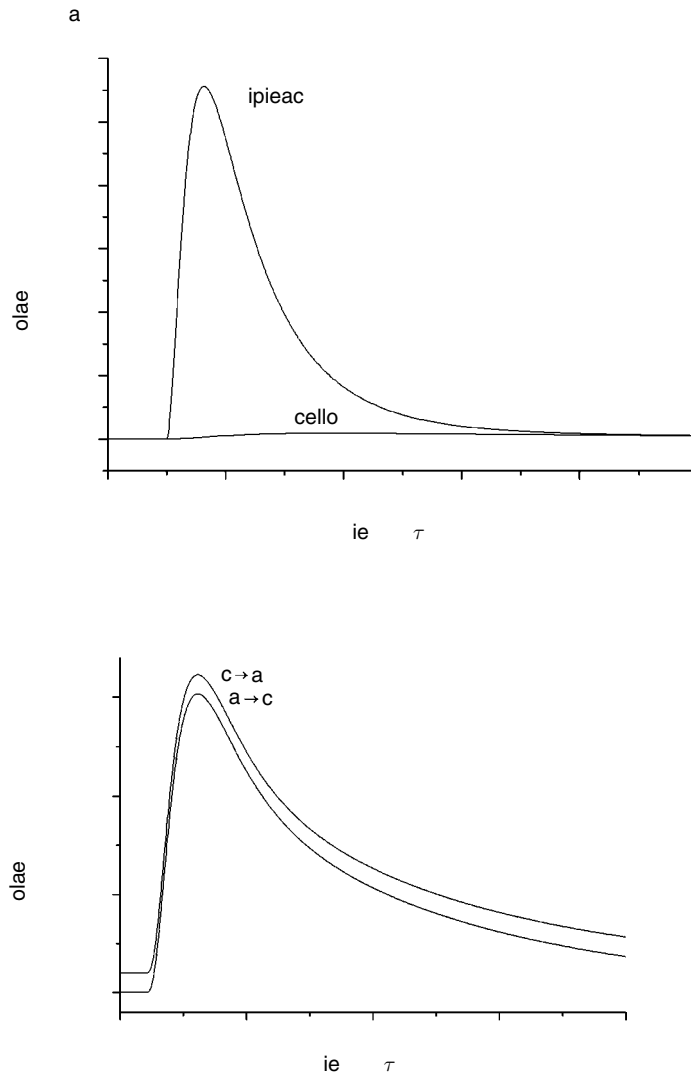 a
ipieac
olae
cello
ie τ
c→a
a→c
olae
ie τ